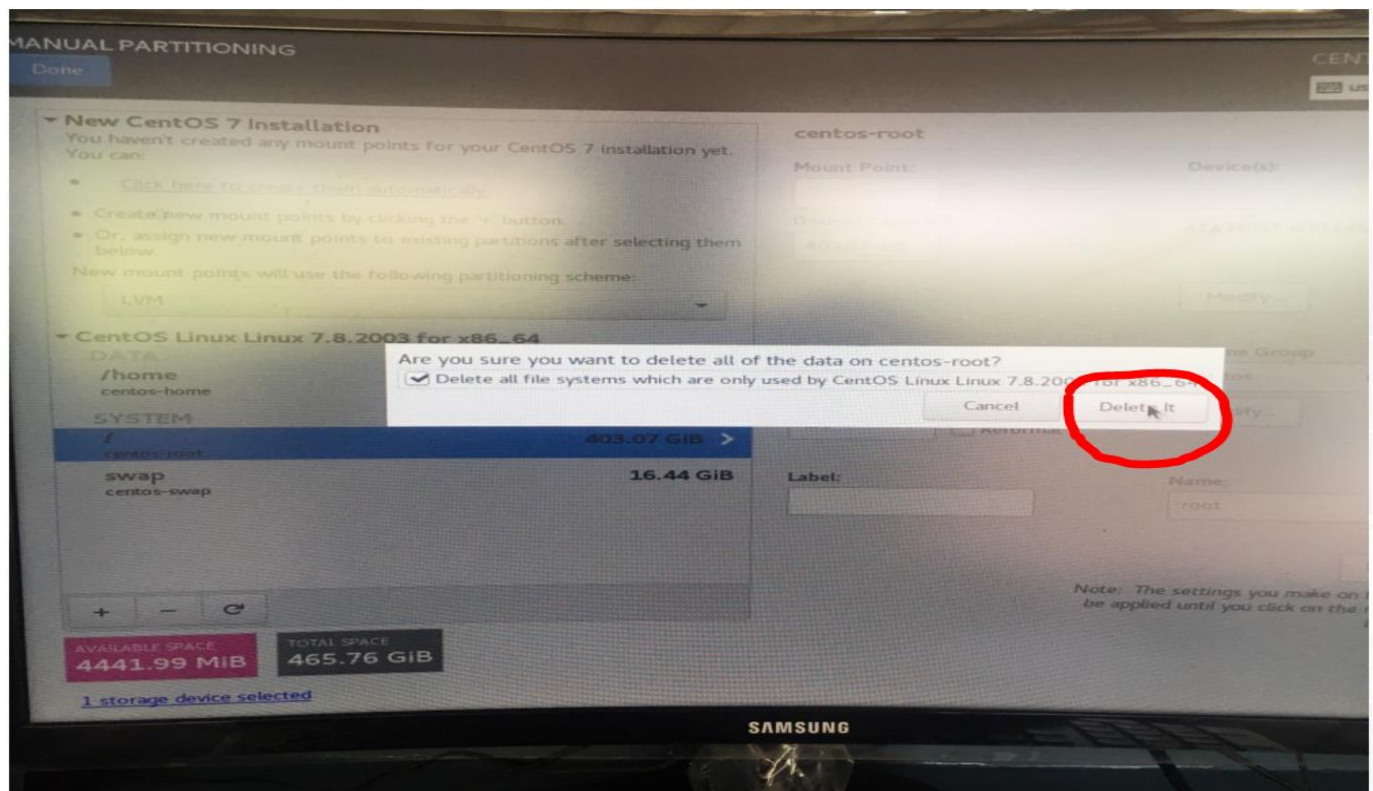 MANUAL PARTITIONING
Done
CENT
us
New CentOS 7 Installation
You haven't created any mount points for your CentOS 7 installation yet.
You can:
Click here to create them automatically.
Create new mount points by clicking the '+' button.
Or, assign new mount points to existing partitions after selecting them
below.
New mount points will use the following partitioning scheme:
LVM
CentOS Linux Linux 7.8.2003 for x86_64
DATA
/home
centos-home
SYSTEM
/
403.07 GiB
centos-root
swap
16.44 GiB
centos-swap
+ −
AVAILABLE SPACE
4441.99 MiB
TOTAL SPACE
465.76 GiB
1 storage device selected
centos-root
Mount Point:
Device(s):
403.07 GiB
Modify...
Are you sure you want to delete all of the data on centos-root?
Delete all file systems which are only used by CentOS Linux Linux 7.8.200 for x86_64
Cancel
Delete It
Group
Label:
Name:
root
Note: The settings you make on
be applied until you click on the
SAMSUNG